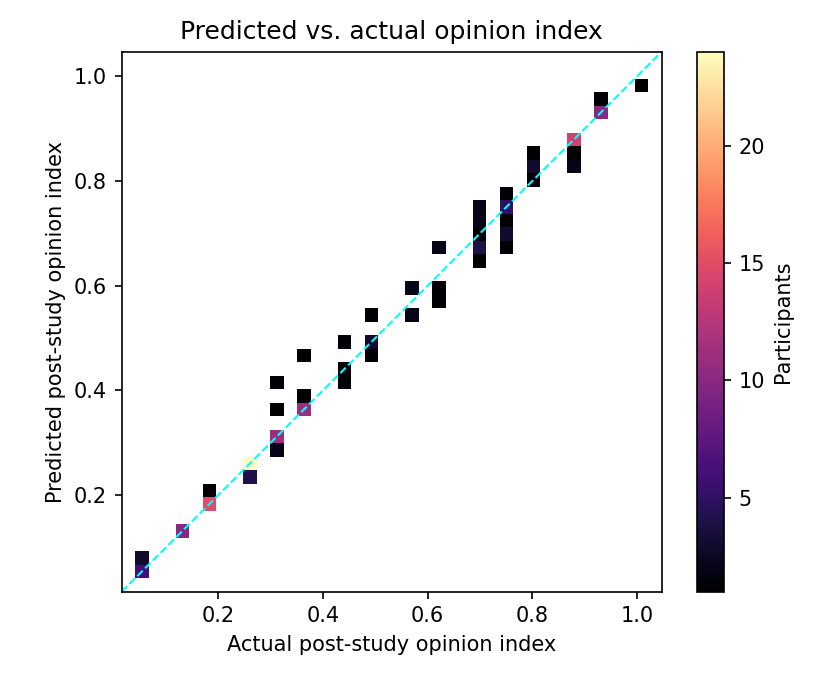 Predicted vs. actual opinion index
Predicted post-study opinion index
1.0
0.8
0.6
0.4
0.2
0.2 0.4 0.6 0.8 1.0
Actual post-study opinion index
20
15
10
5
Participants